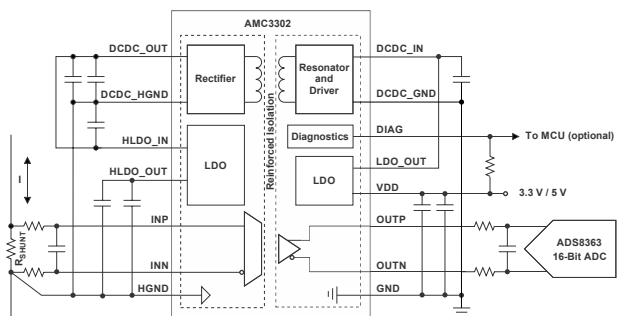 AMC3302
DCDC_OUT
DCDC_IN
Rectifier
Resonator
and
Driver
DCDC_HGND
DCDC_GND
Reinforced Isolation
HLDO_IN
Diagnostics
DIAG
To MCU (optional)
LDO
LDO_OUT
HLDO_OUT
LDO
VDD
3.3 V / 5 V
I
INP
OUTP
RSHUNT
ADS8363
16-Bit ADC
INN
OUTN
HGND
GND